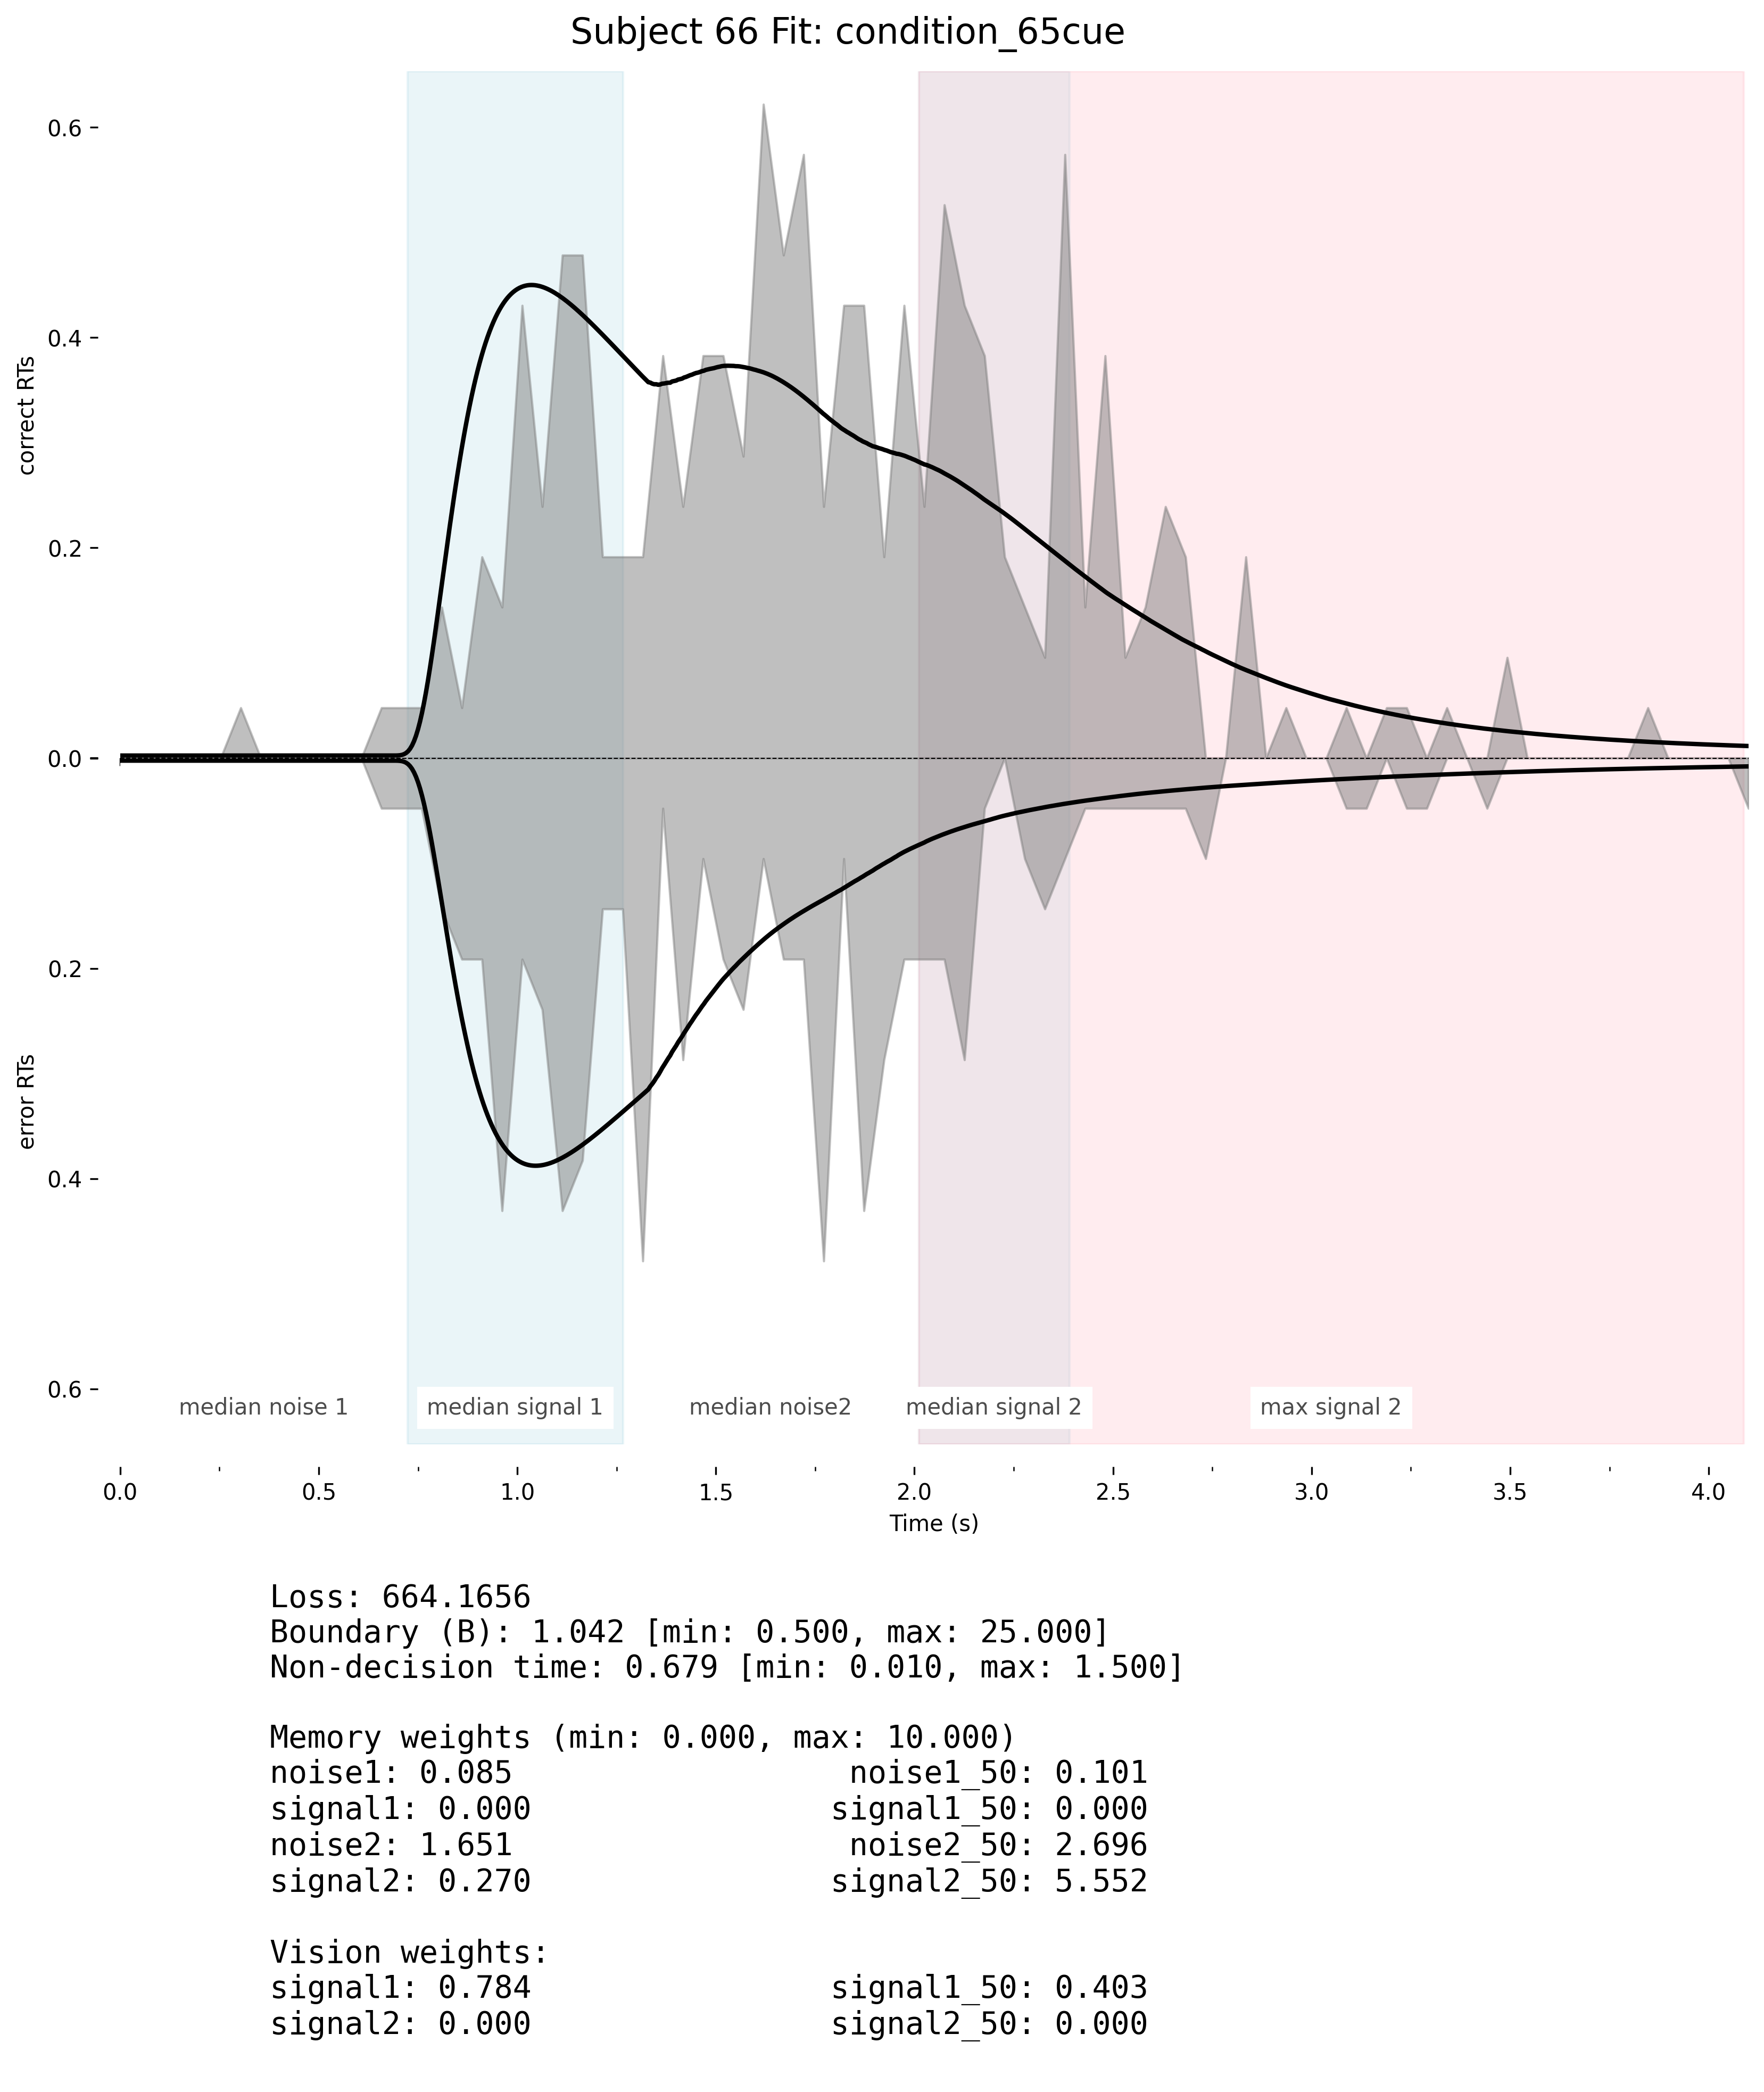 Subject 66 Fit: condition_65cue
0.6
0.4
0.2
0.0
0.2
0.4
0.6
correct RTs
error RTs
median noise 1
median signal 1
median noise2
median signal 2
max signal 2
0.0 0.5 1.0 1.5 2.0 2.5 3.0 3.5 4.0
Time (s)
Loss: 664.1656
Boundary (B): 1.042 [min: 0.500, max: 25.000]
Non-decision time: 0.679 [min: 0.010, max: 1.500]
Memory weights (min: 0.000, max: 10.000)
noise1: 0.085 noise1_50: 0.101
signal1: 0.000 signal1_50: 0.000
noise2: 1.651 noise2_50: 2.696
signal2: 0.270 signal2_50: 5.552
Vision weights:
signal1: 0.784 signal1_50: 0.403
signal2: 0.000 signal2_50: 0.000